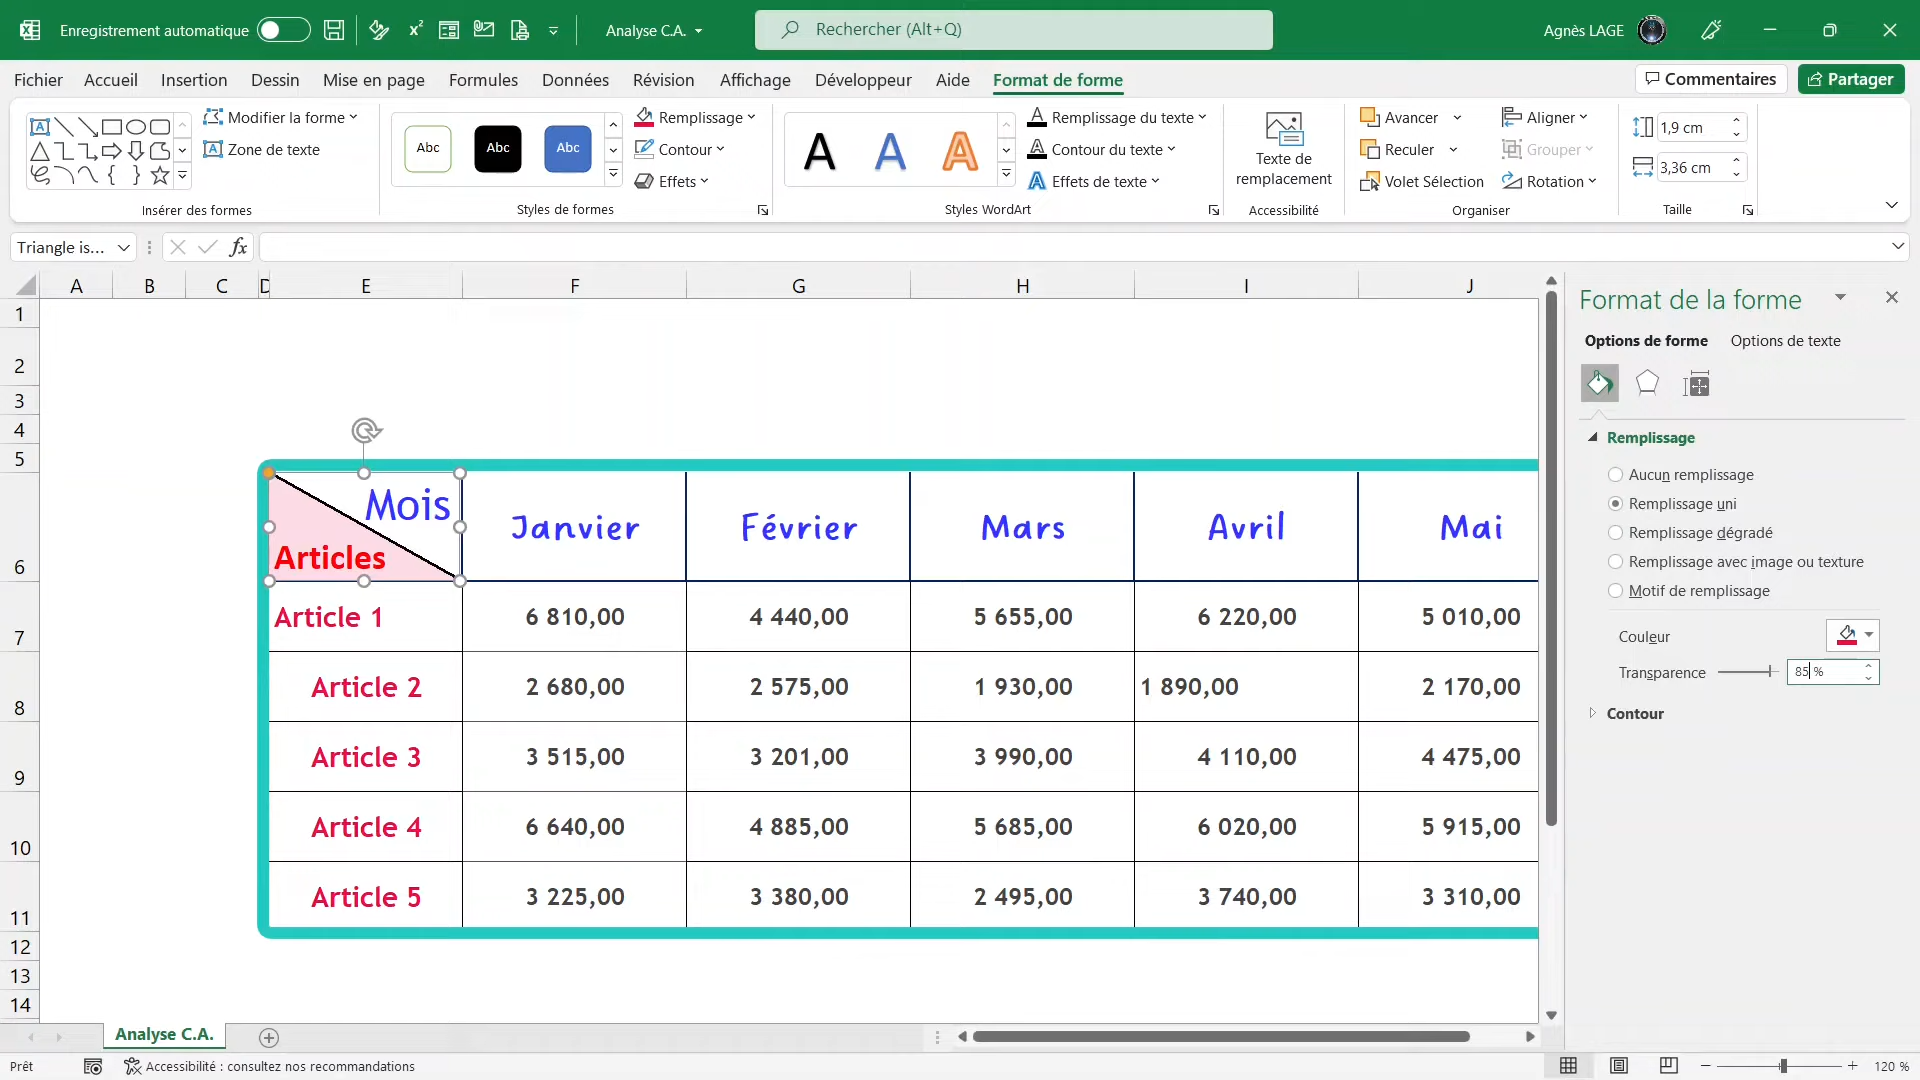 Enregistrement automatique
Analyse C.A.
Rechercher (Alt+Q)
Agnès LAGE
Fichier Accueil Insertion Dessin Mise en page Formules Données Révision Affichage Développeur Aide Format de forme Commentaires Partager
Modifier la forme
Zone de texte
Insérer des formes
Abc Abc Abc
Remplissage
Contour
Effets
Styles de formes
A A A
Remplissage du texte
Contour du texte
Effets de texte
Styles WordArt
Texte de
remplacement
Accessibilité
Avancer
Reculer
Volet Sélection
Aligner
Grouper
Rotation
Organiser
1,9 cm
3,36 cm
Taille
Triangle is...
fx
A B C D E F G H I J
1
2
3
4
5
6 Mois Articles Janvier Février Mars Avril Mai
7 Article 1 6 810,00 4 440,00 5 655,00 6 220,00 5 010,00
8 Article 2 2 680,00 2 575,00 1 930,00 1 890,00 2 170,00
9 Article 3 3 515,00 3 201,00 3 990,00 4 110,00 4 475,00
10 Article 4 6 640,00 4 885,00 5 685,00 6 020,00 5 915,00
11 Article 5 3 225,00 3 380,00 2 495,00 3 740,00 3 310,00
12
13
14
Format de la forme
Options de forme Options de texte
Remplissage
Aucun remplissage
Remplissage uni
Remplissage dégradé
Remplissage avec image ou texture
Motif de remplissage
Couleur
Transparence 85 %
Contour
Analyse C.A.
Prêt
Accessibilité : consultez nos recommandations
120 %